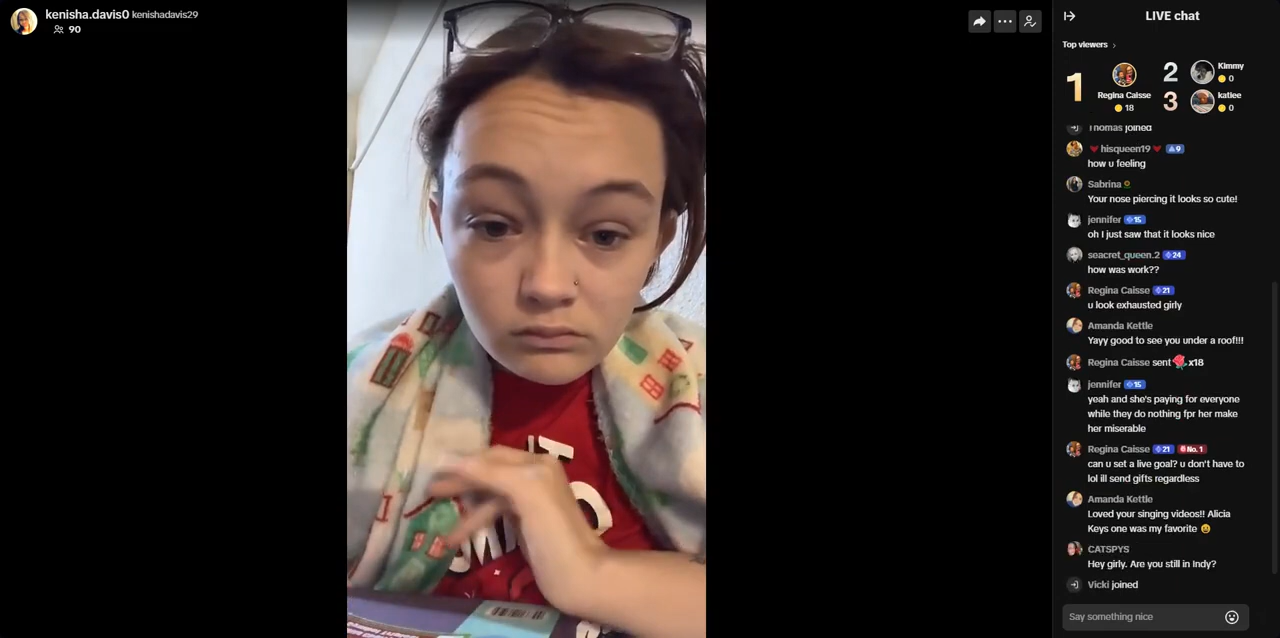 kenisha.davis0 kenishadavis29
90
LIVE chat
Top viewers
1
Regina Caisse
18
2
Kimmy
0
3
katiee
0
Thomas joined
hisqueen19 9
how u feeling
Sabrina
Your nose piercing it looks so cute!
jennifer 15
oh I just saw that it looks nice
seacret_queen.2 24
how was work??
Regina Caisse 21
u look exhausted girly
Amanda Kettle
Yayy good to see you under a roof!!!
Regina Caisse sent x18
jennifer 15
yeah and she's paying for everyone
while they do nothing fpr her make
her miserable
Regina Caisse 21 No. 1
can u set a live goal? u don't have to
lol ill send gifts regardless
Amanda Kettle
Loved your singing videos!! Alicia
Keys one was my favorite
CATSPYS
Hey girly. Are you still in Indy?
Vicki joined
Say something nice